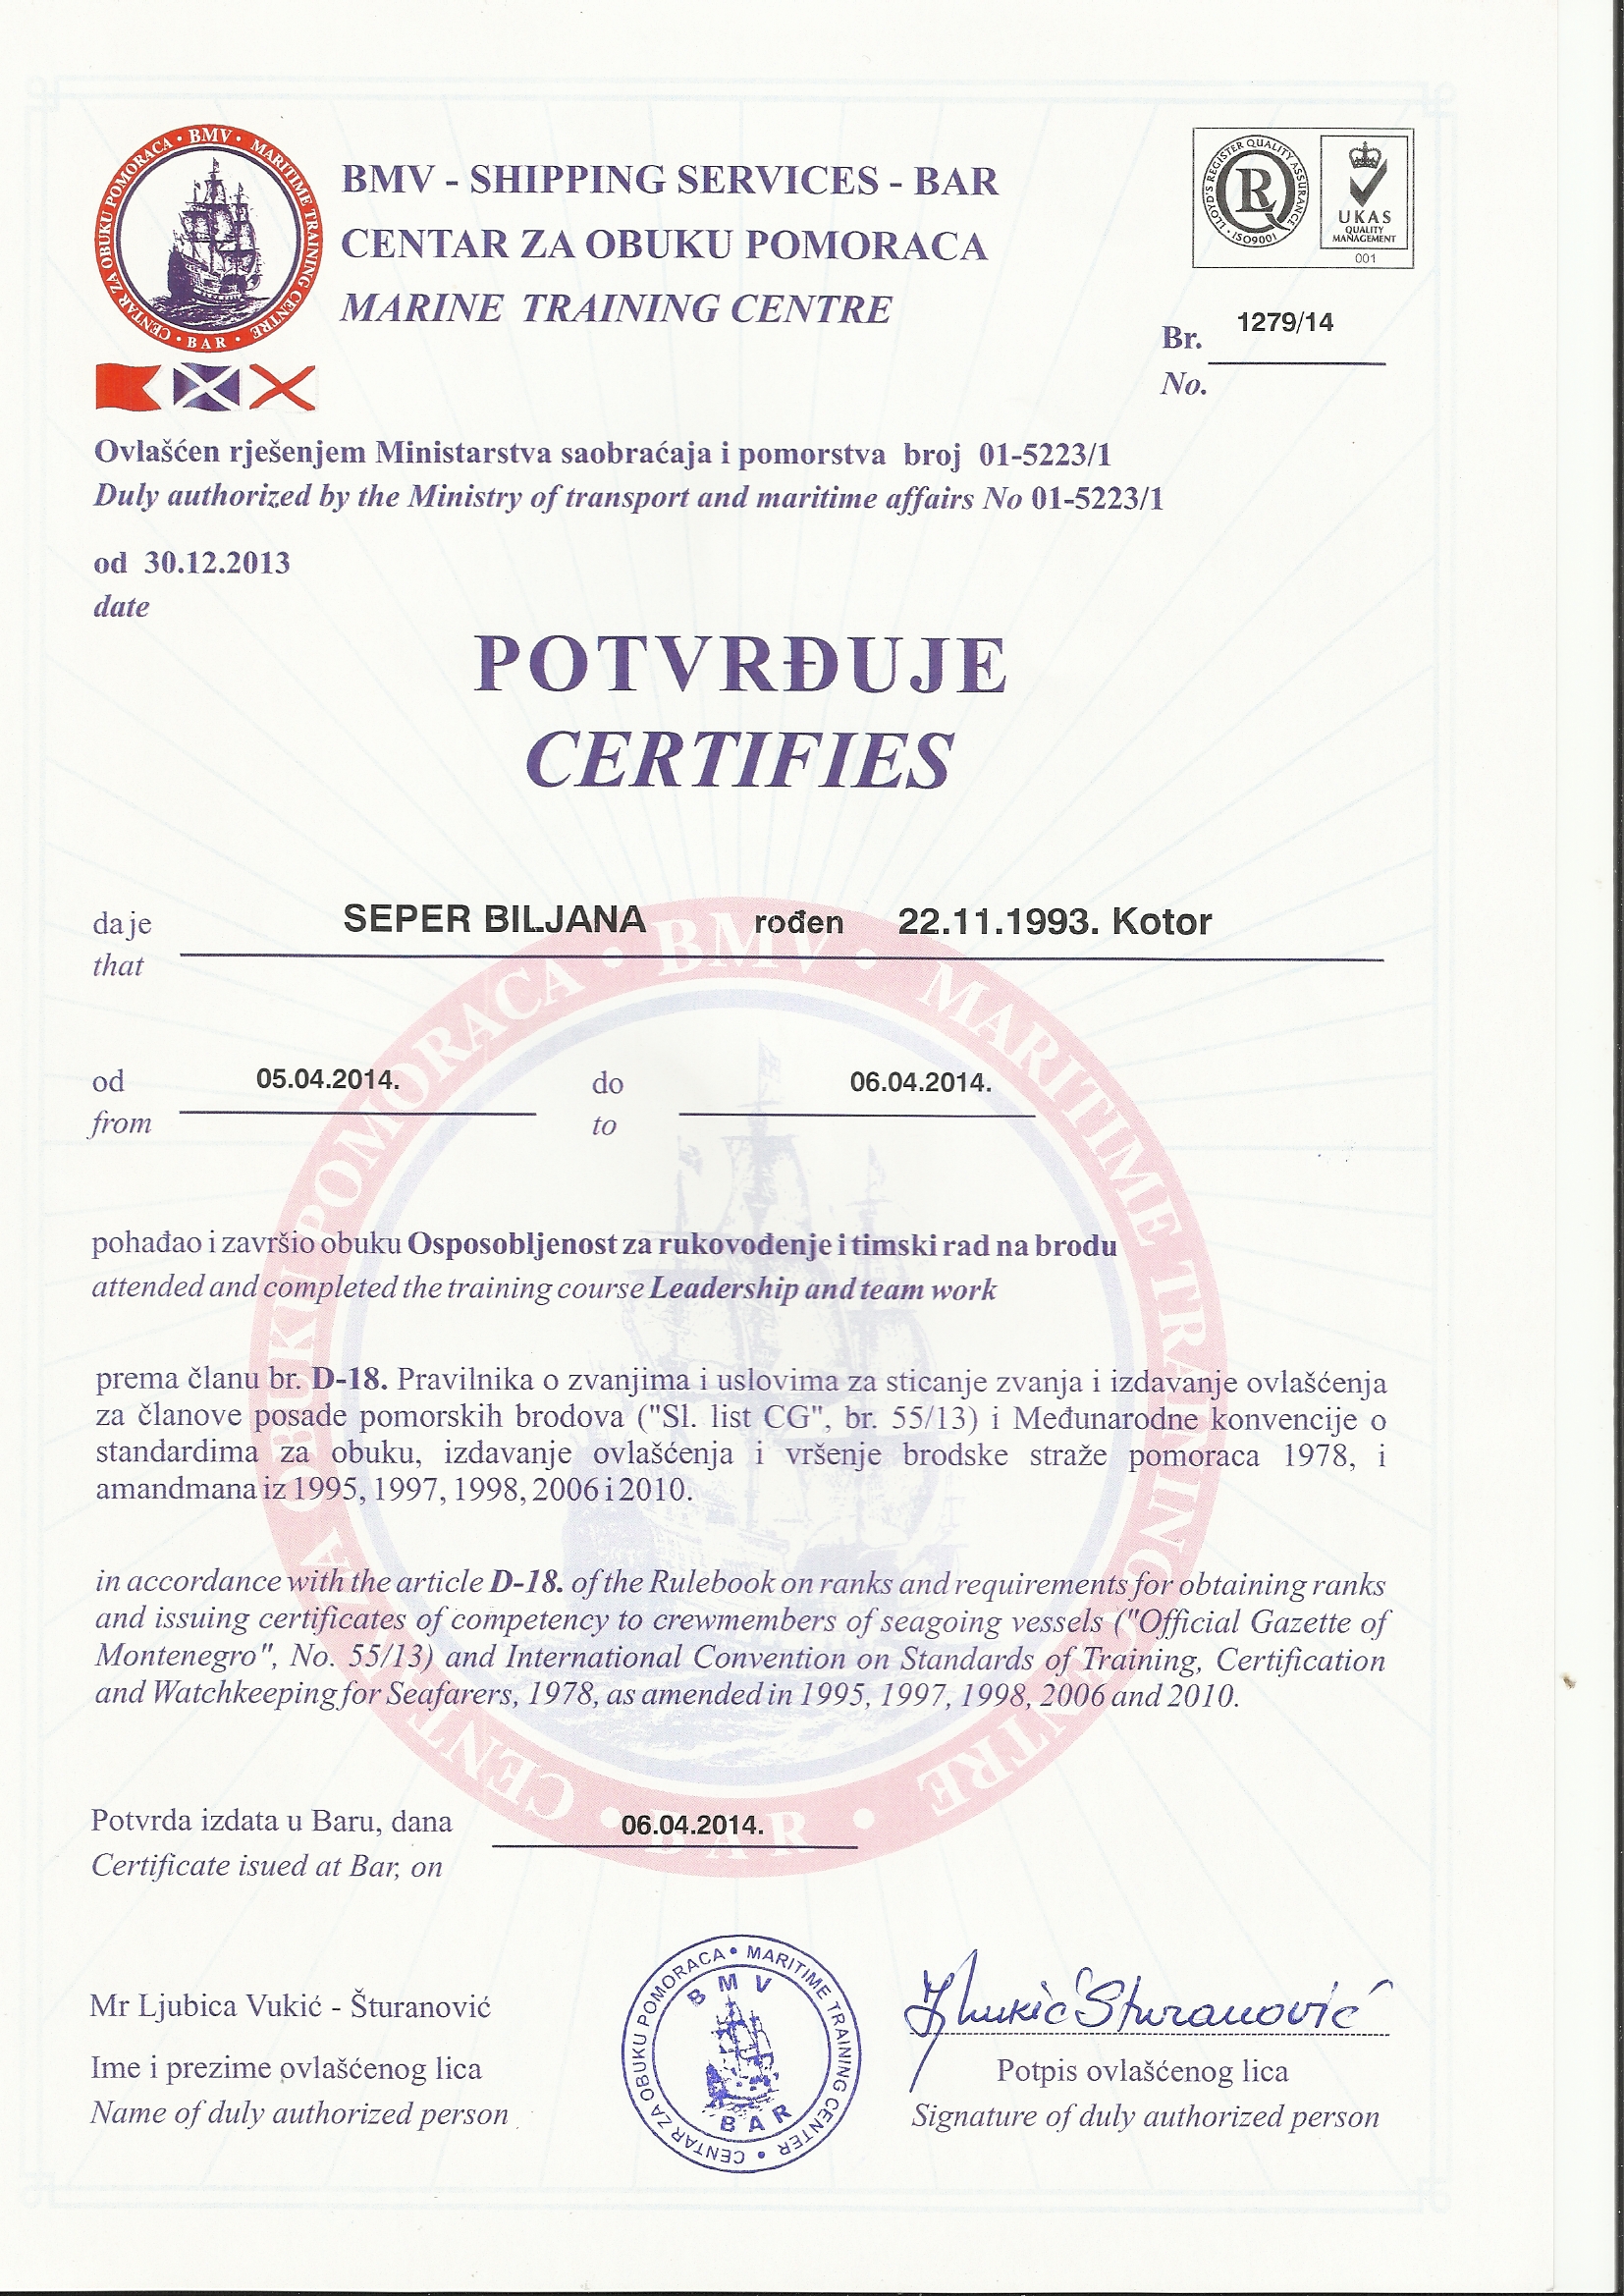 CENTAR ZA OBUKU POMORACA • BMV • MARITIME TRAINING CENTRE • BAR •
BMV - SHIPPING SERVICES - BAR
CENTAR ZA OBUKU POMORACA
MARINE TRAINING CENTRE
LLOYD'S REGISTER QUALITY ASSURANCE
• ISO9001 •
R
UKAS
QUALITY
MANAGEMENT
001
Br. 1279/14
No.
Ovlašćen rješenjem Ministarstva saobraćaja i pomorstva broj 01-5223/1
Duly authorized by the Ministry of transport and maritime affairs No 01-5223/1
od 30.12.2013
date
POTVRĐUJE
CERTIFIES
da je SEPER BILJANA rođen 22.11.1993. Kotor
that
od 05.04.2014. do 06.04.2014.
from to
pohađao i završio obuku Osposobljenost za rukovođenje i timski rad na brodu
attended and completed the training course Leadership and team work
prema članu br. D-18. Pravilnika o zvanjima i uslovima za sticanje zvanja i izdavanje ovlašćenja
za članove posade pomorskih brodova ("Sl. list CG", br. 55/13) i Međunarodne konvencije o
standardima za obuku, izdavanje ovlašćenja i vršenje brodske straže pomoraca 1978, i
amandmana iz 1995, 1997, 1998, 2006 i 2010.
in accordance with the article D-18. of the Rulebook on ranks and requirements for obtaining ranks
and issuing certificates of competency to crewmembers of seagoing vessels ("Official Gazette of
Montenegro", No. 55/13) and International Convention on Standards of Training, Certification
and Watchkeeping for Seafarers, 1978, as amended in 1995, 1997, 1998, 2006 and 2010.
CENTAR ZA OBUKU POMORACA • BMV • MARITIME TRAINING CENTRE • BAR •
Potvrda izdata u Baru, dana 06.04.2014.
Certificate isued at Bar, on
Mr Ljubica Vukić - Šturanović
Ime i prezime ovlašćenog lica
Name of duly authorized person
CENTAR ZA OBUKU POMORACA • MARITIME TRAINING CENTER •
BMV
BAR
LjVukić Šturanović
Potpis ovlašćenog lica
Signature of duly authorized person